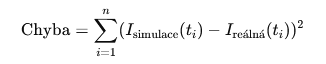 Chyba = \sum_{i=1}^{n} (I_{simulace}(t_i) − I_{reálná}(t_i))^2